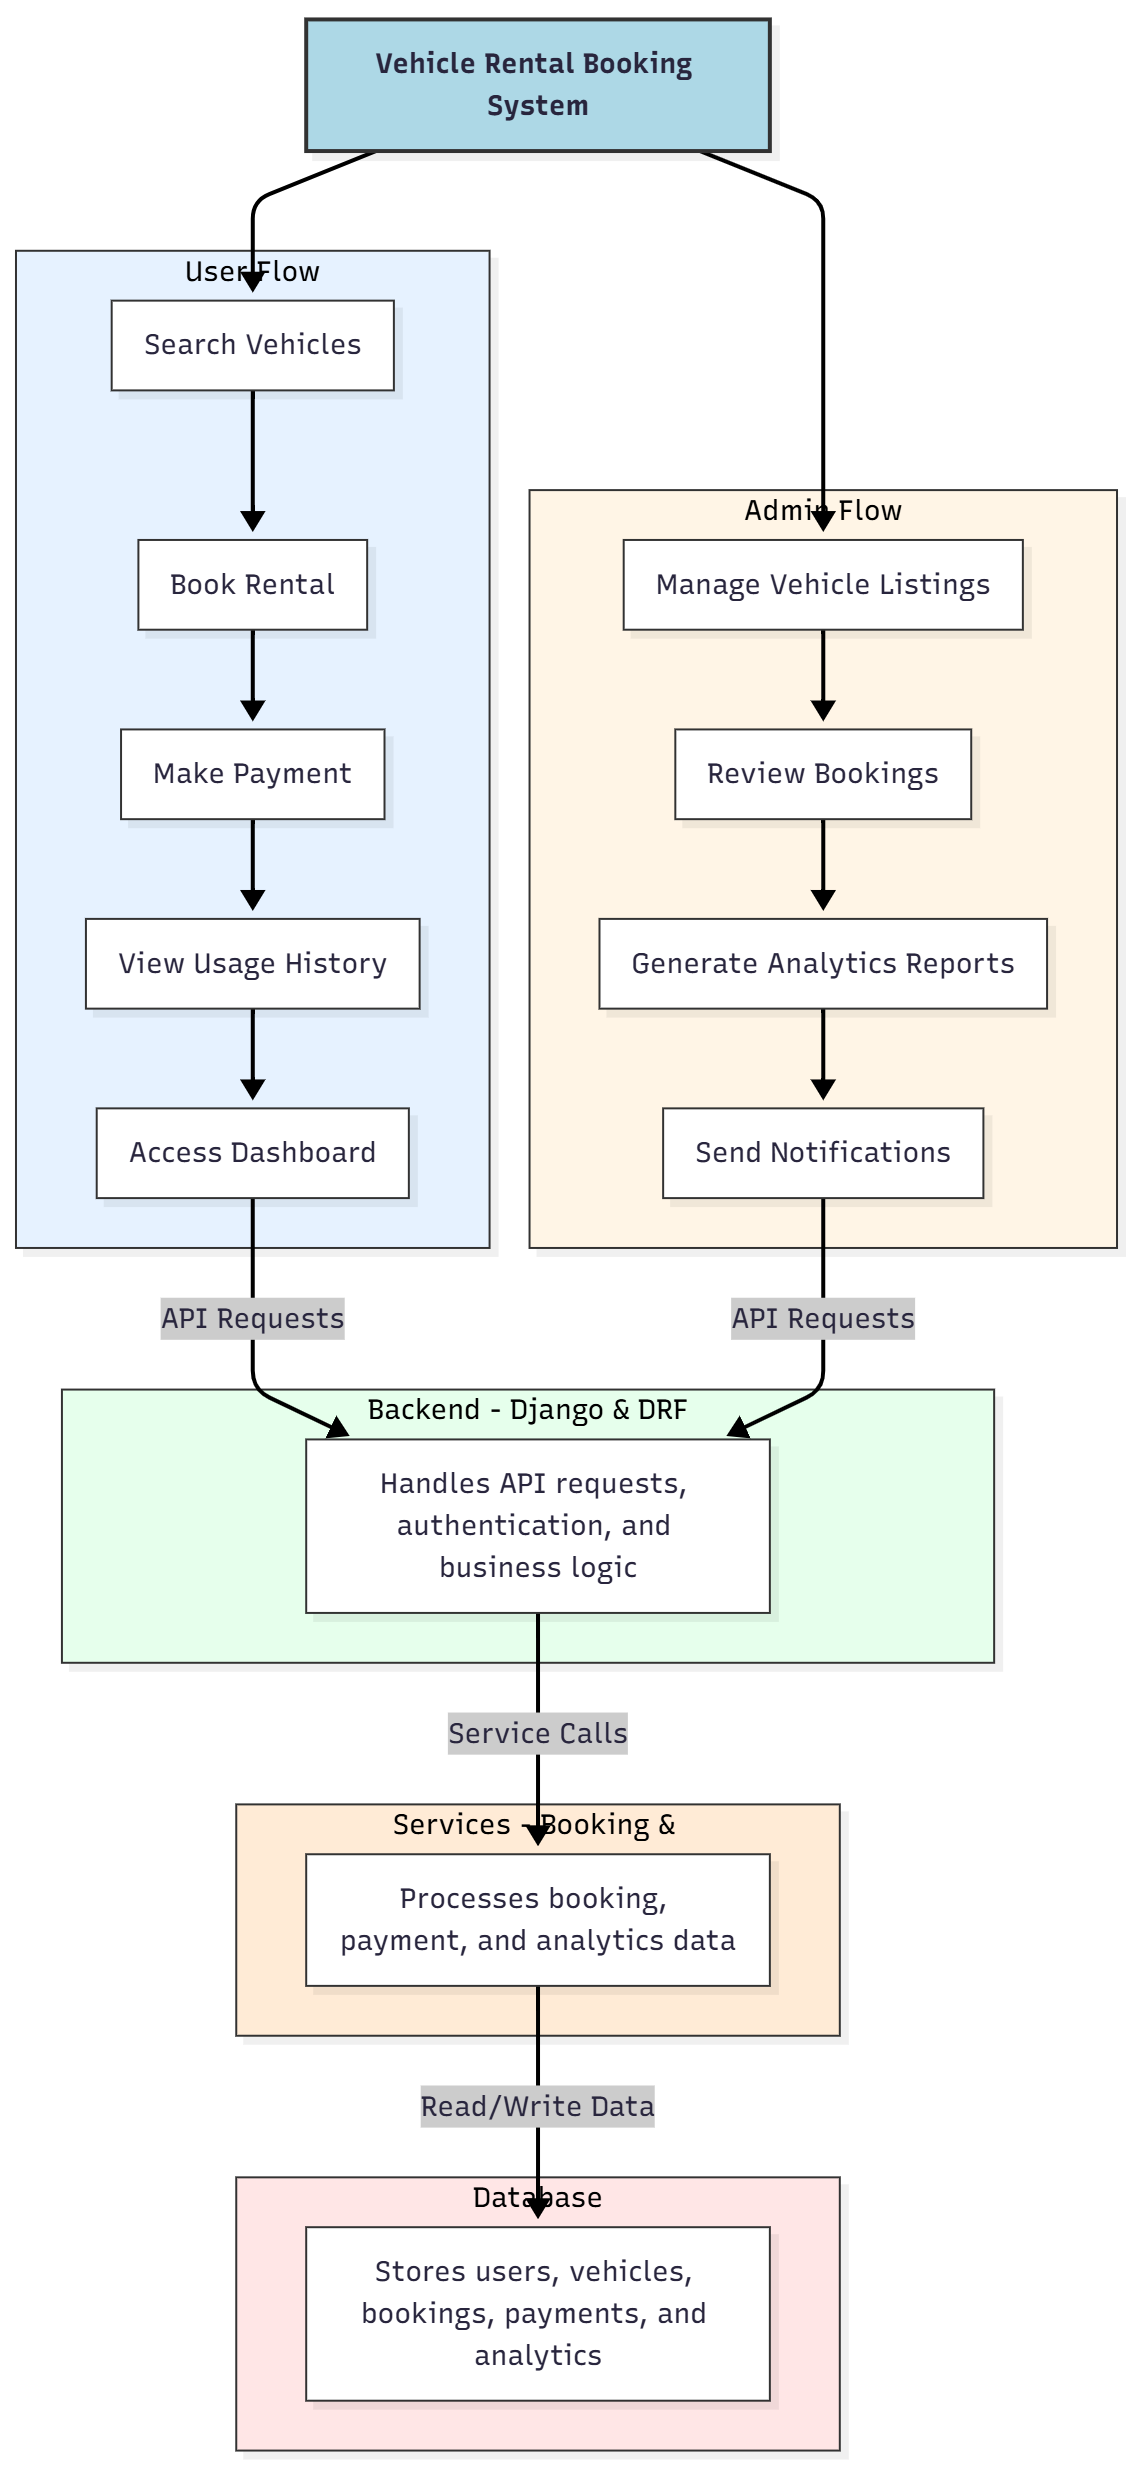 Vehicle Rental Booking
System
User Flow
Search Vehicles
Book Rental
Make Payment
View Usage History
Access Dashboard
API Requests
Admin Flow
Manage Vehicle Listings
Review Bookings
Generate Analytics Reports
Send Notifications
API Requests
Backend - Django & DRF
Handles API requests,
authentication, and
business logic
Service Calls
Services - Booking &
Processes booking,
payment, and analytics data
Read/Write Data
Database
Stores users, vehicles,
bookings, payments, and
analytics